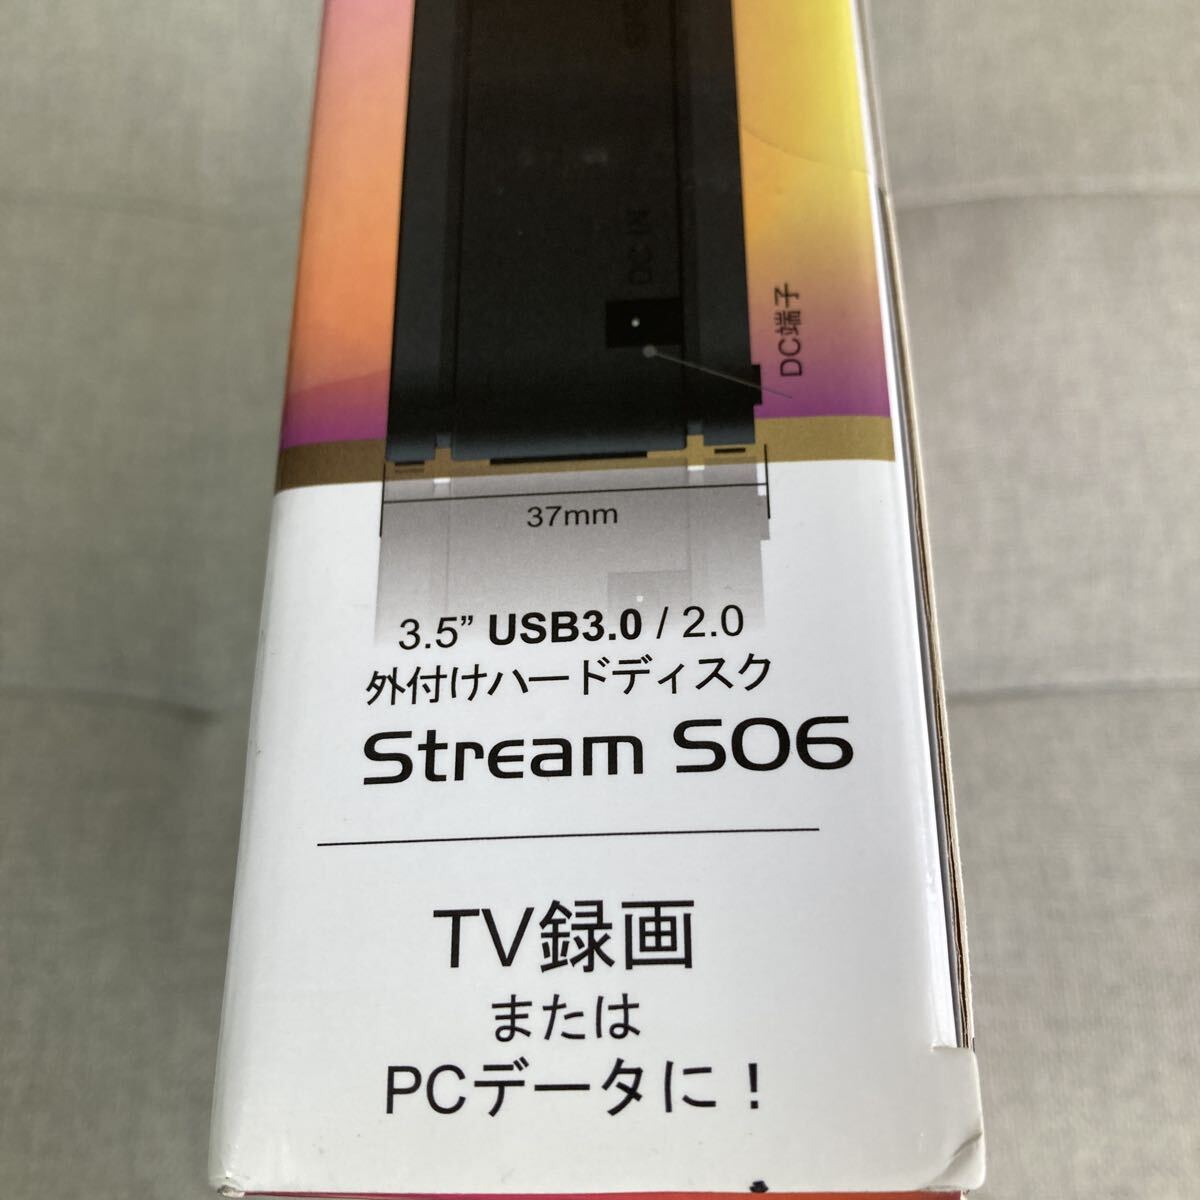 DC IN
DC端子
37mm
3.5” USB3.0 / 2.0
外付けハードディスク
Stream S06
TV録画
または
PCデータに！